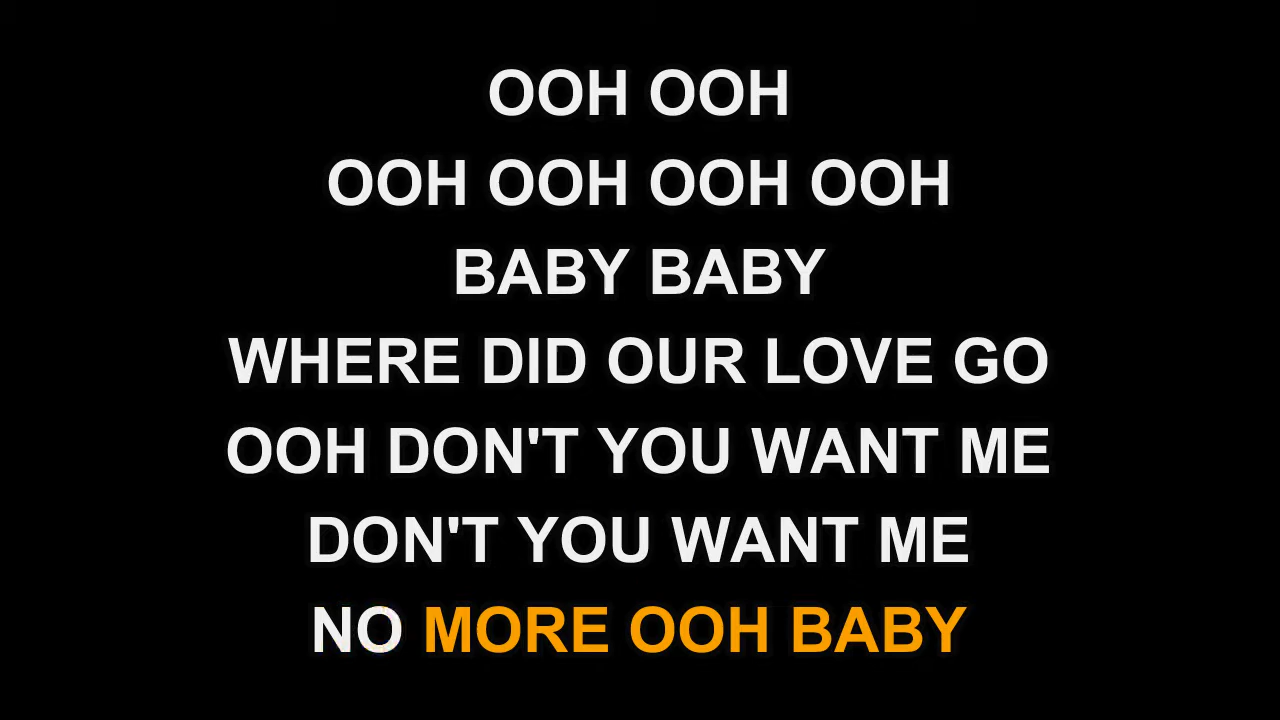 OOH OOH
OOH OOH OOH OOH
BABY BABY
WHERE DID OUR LOVE GO
OOH DON'T YOU WANT ME
DON'T YOU WANT ME
NO MORE OOH BABY